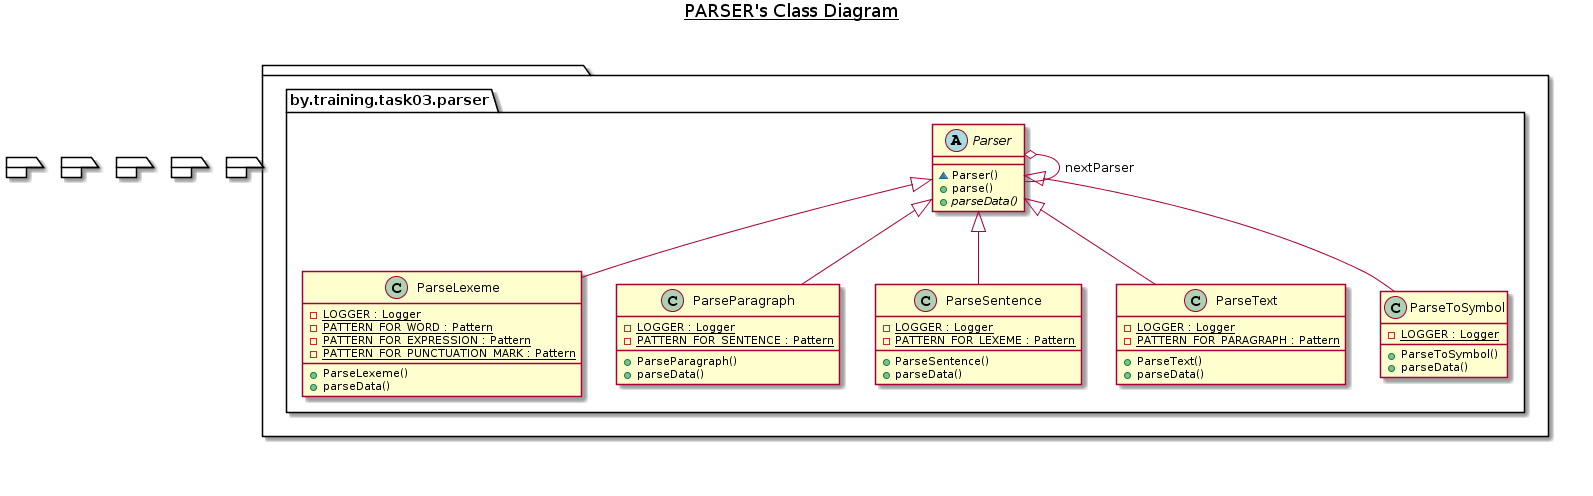 PARSER's Class Diagram
by.training.task03.parser
A Parser
Parser()
parse()
parseData()
nextParser
C ParseLexeme
LOGGER : Logger
PATTERN_FOR_WORD : Pattern
PATTERN_FOR_EXPRESSION : Pattern
PATTERN_FOR_PUNCTUATION_MARK : Pattern
ParseLexeme()
parseData()
C ParseParagraph
LOGGER : Logger
PATTERN_FOR_SENTENCE : Pattern
ParseParagraph()
parseData()
C ParseSentence
LOGGER : Logger
PATTERN_FOR_LEXEME : Pattern
ParseSentence()
parseData()
C ParseText
LOGGER : Logger
PATTERN_FOR_PARAGRAPH : Pattern
ParseText()
parseData()
C ParseToSymbol
LOGGER : Logger
ParseToSymbol()
parseData()